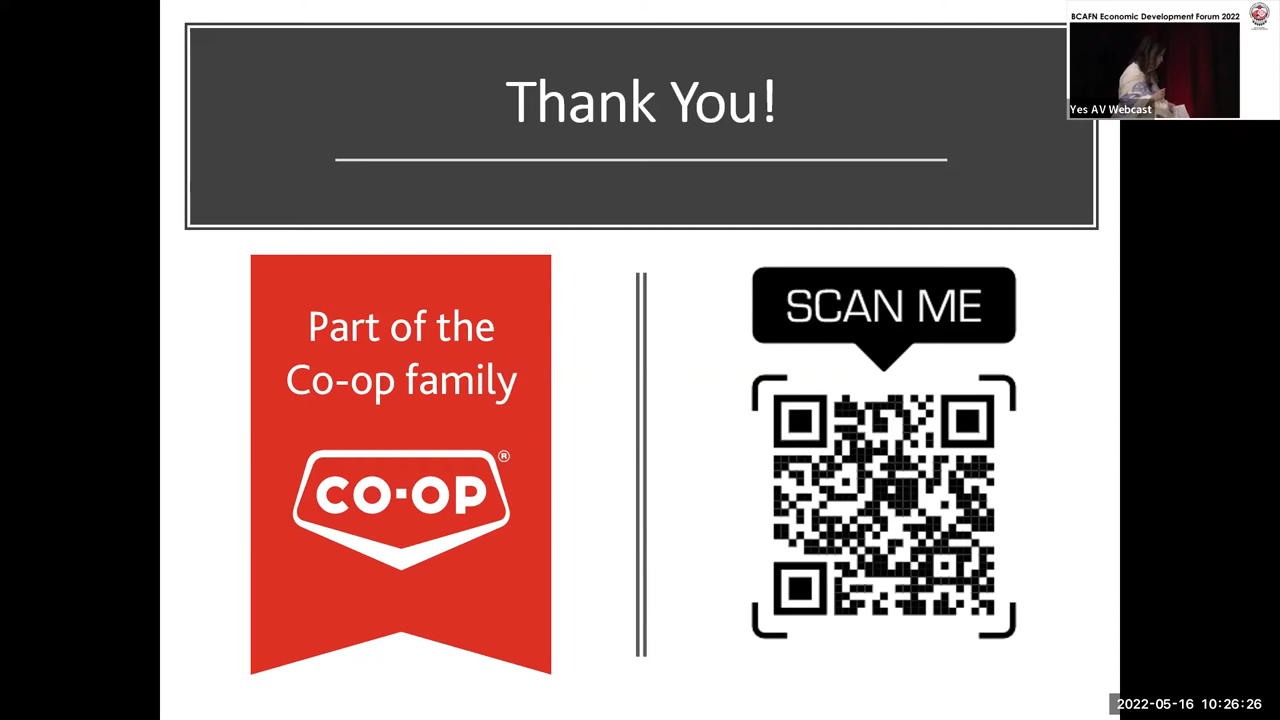 BCAFN Economic Development Forum 2022
Thank You!
Yes AV Webcast
Part of the
Co-op family
CO-OP®
SCAN ME
2022-05-16 10:26:26